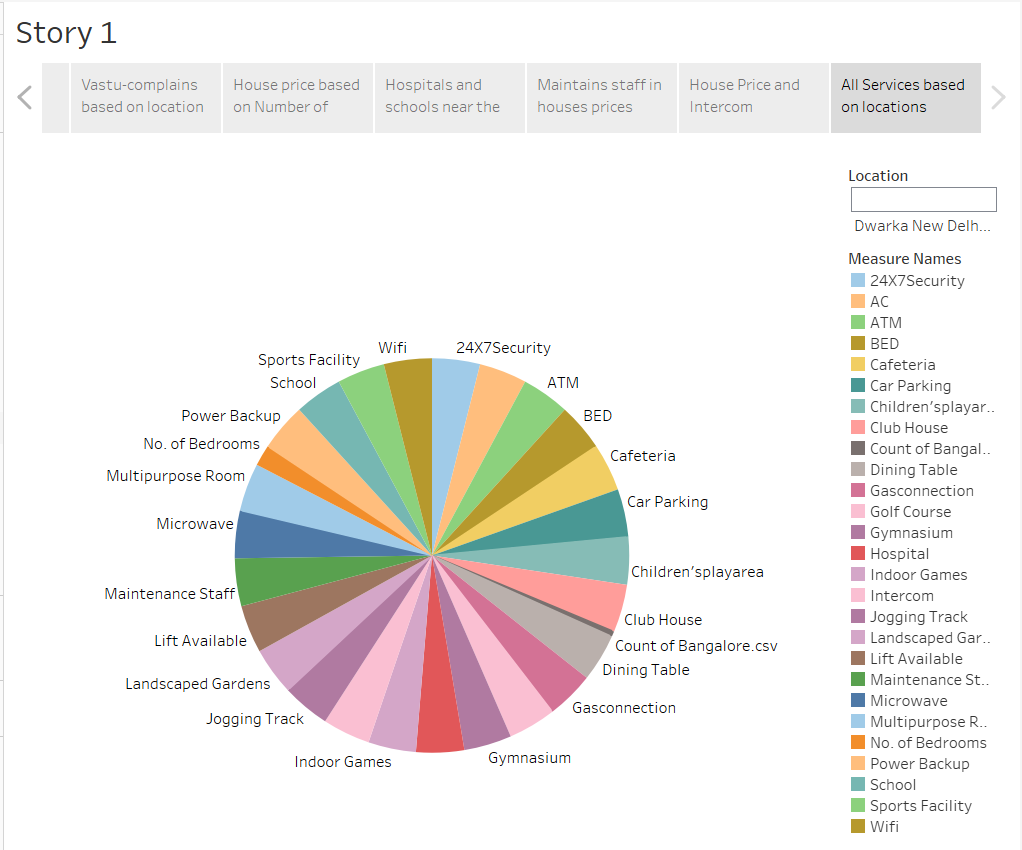 Story 1
Vastu-complains
based on location
House price based
on Number of
Hospitals and
schools near the
Maintains staff in
houses prices
House Price and
Intercom
All Services based
on locations
Location
Dwarka New Delh...
Measure Names
24X7Security
AC
ATM
BED
Cafeteria
Car Parking
Children'splayar..
Club House
Count of Bangal..
Dining Table
Gasconnection
Golf Course
Gymnasium
Hospital
Indoor Games
Intercom
Jogging Track
Landscaped Gar..
Lift Available
Maintenance St..
Microwave
Multipurpose R..
No. of Bedrooms
Power Backup
School
Sports Facility
Wifi
Wifi
24X7Security
Sports Facility
School
ATM
Power Backup
BED
No. of Bedrooms
Cafeteria
Multipurpose Room
Car Parking
Microwave
Children'splayarea
Maintenance Staff
Club House
Lift Available
Count of Bangalore.csv
Dining Table
Landscaped Gardens
Gasconnection
Jogging Track
Gymnasium
Indoor Games